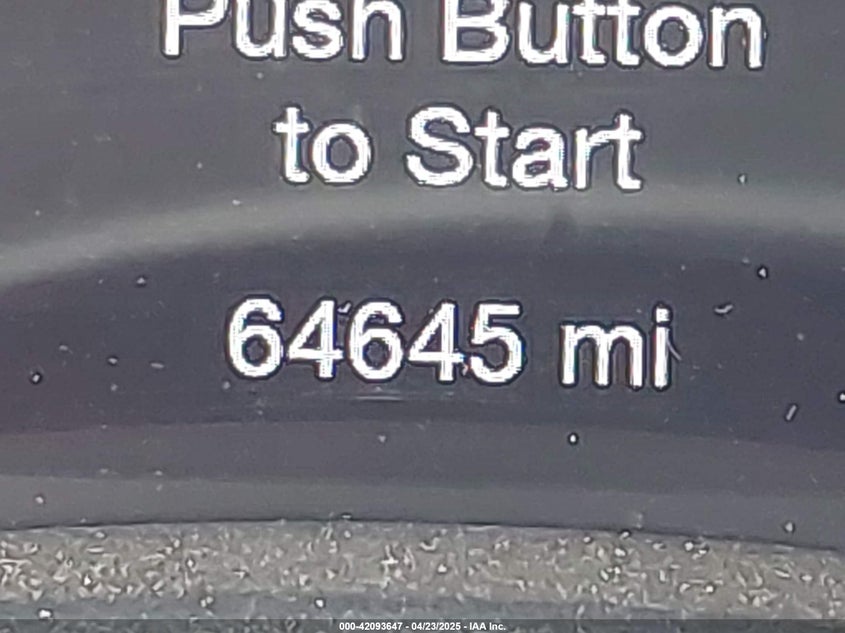 Push Button
to Start
64645 mi
000-42093647 - 04/23/2025 - IAA Inc.